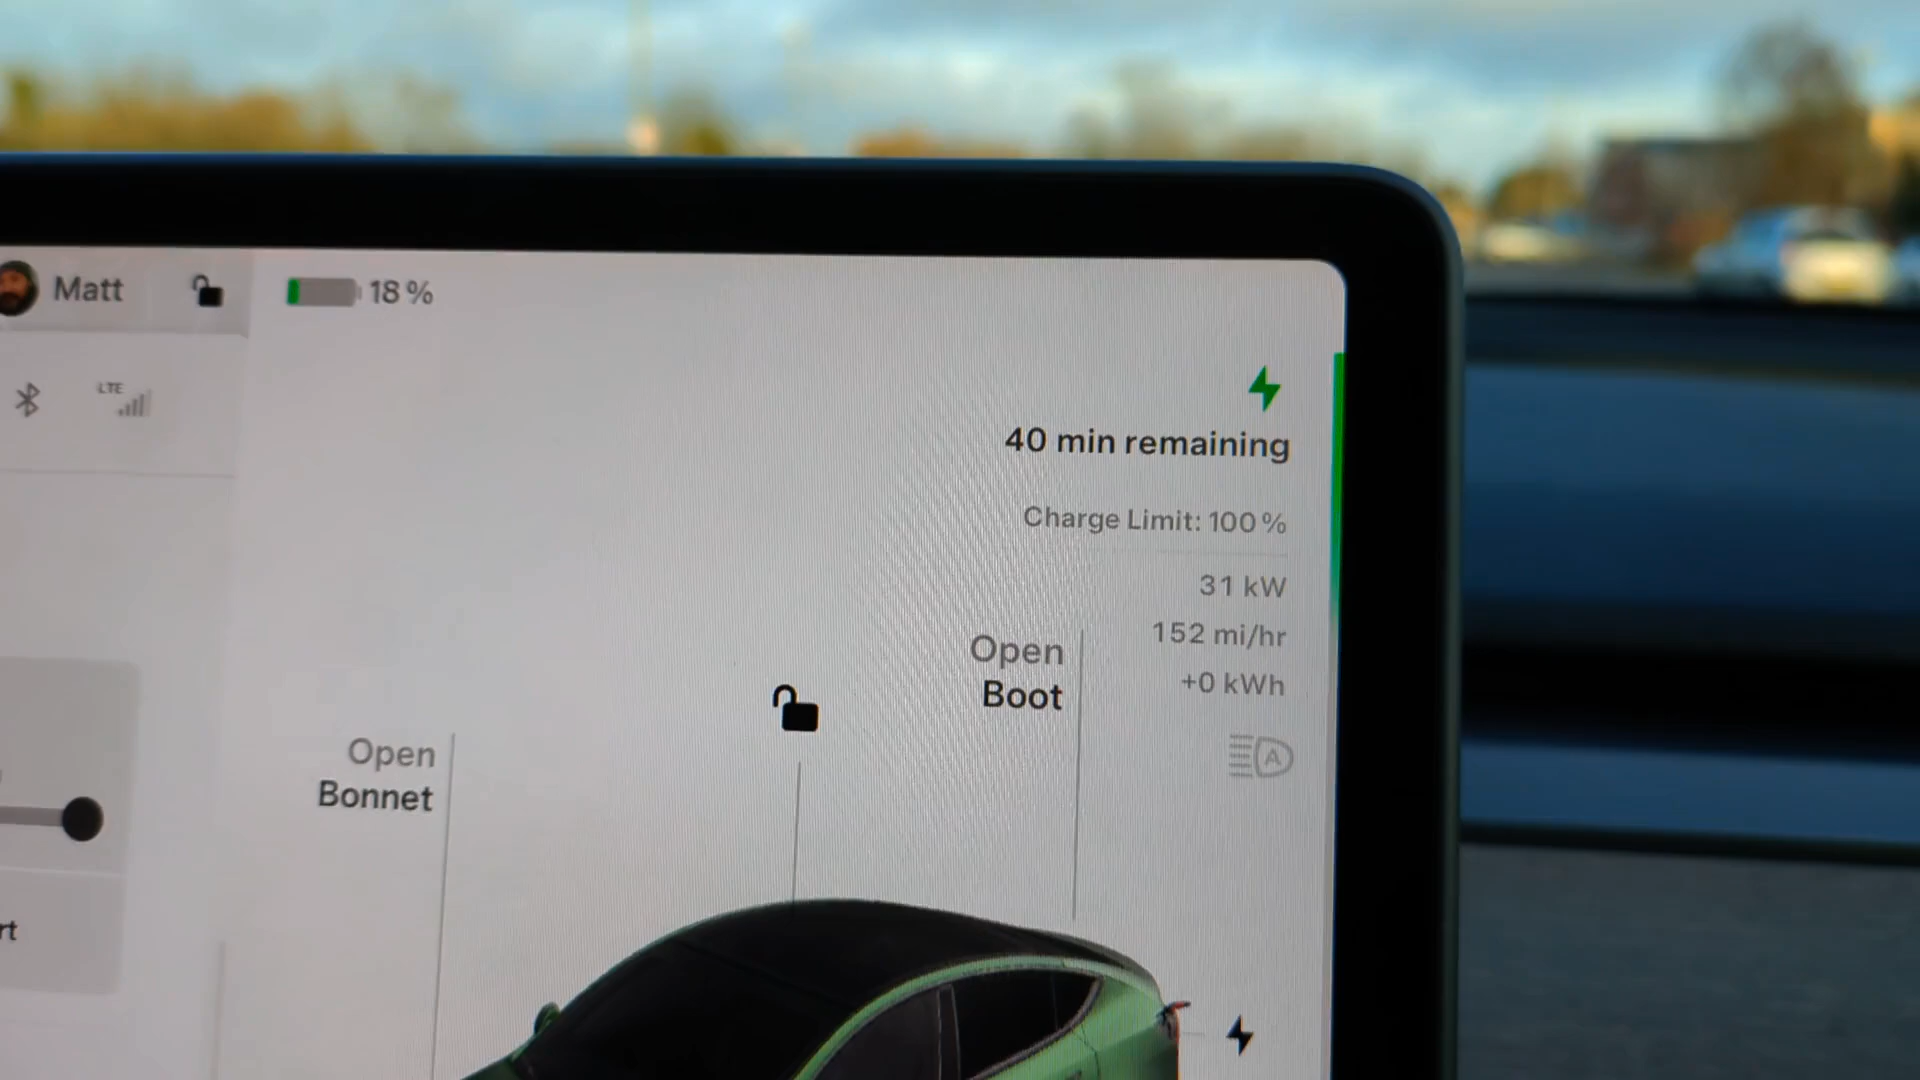 Matt
18 %
LTE
40 min remaining
Charge Limit: 100 %
31 kW
152 mi/hr
+0 kWh
Open
Boot
Open
Bonnet
A
rt